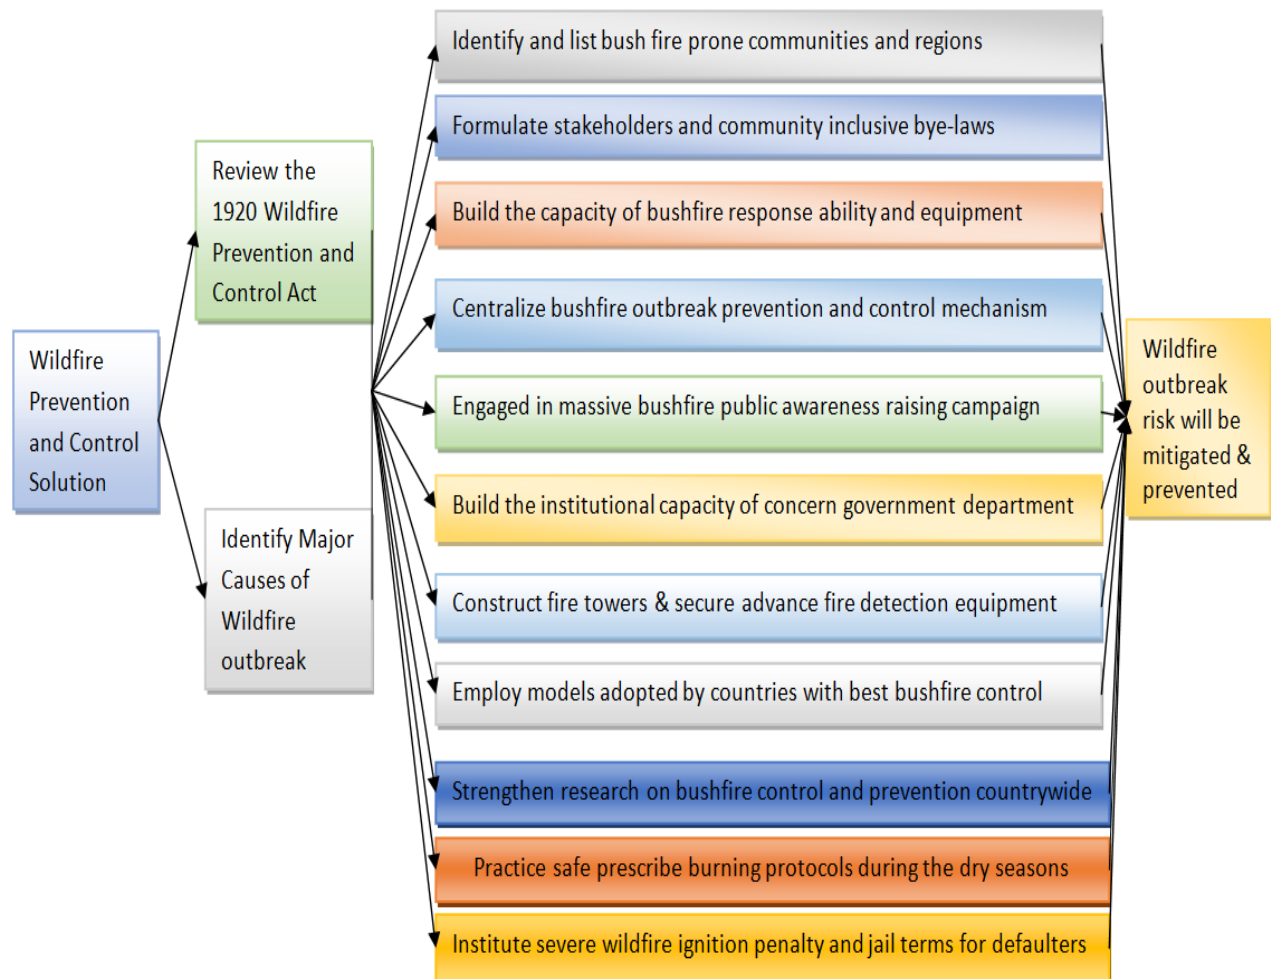 Wildfire
Prevention
and Control
Solution
Review the
1920 Wildfire
Prevention and
Control Act
Identify Major
Causes of
Wildfire
outbreak
Identify and list bush fire prone communities and regions
Formulate stakeholders and community inclusive bye-laws
Build the capacity of bushfire response ability and equipment
Centralize bushfire outbreak prevention and control mechanism
Engaged in massive bushfire public awareness raising campaign
Build the institutional capacity of concern government department
Construct fire towers & secure advance fire detection equipment
Employ models adopted by countries with best bushfire control
Strengthen research on bushfire control and prevention countrywide
Practice safe prescribe burning protocols during the dry seasons
Institute severe wildfire ignition penalty and jail terms for defaulters
Wildfire
outbreak
risk will be
mitigated &
prevented